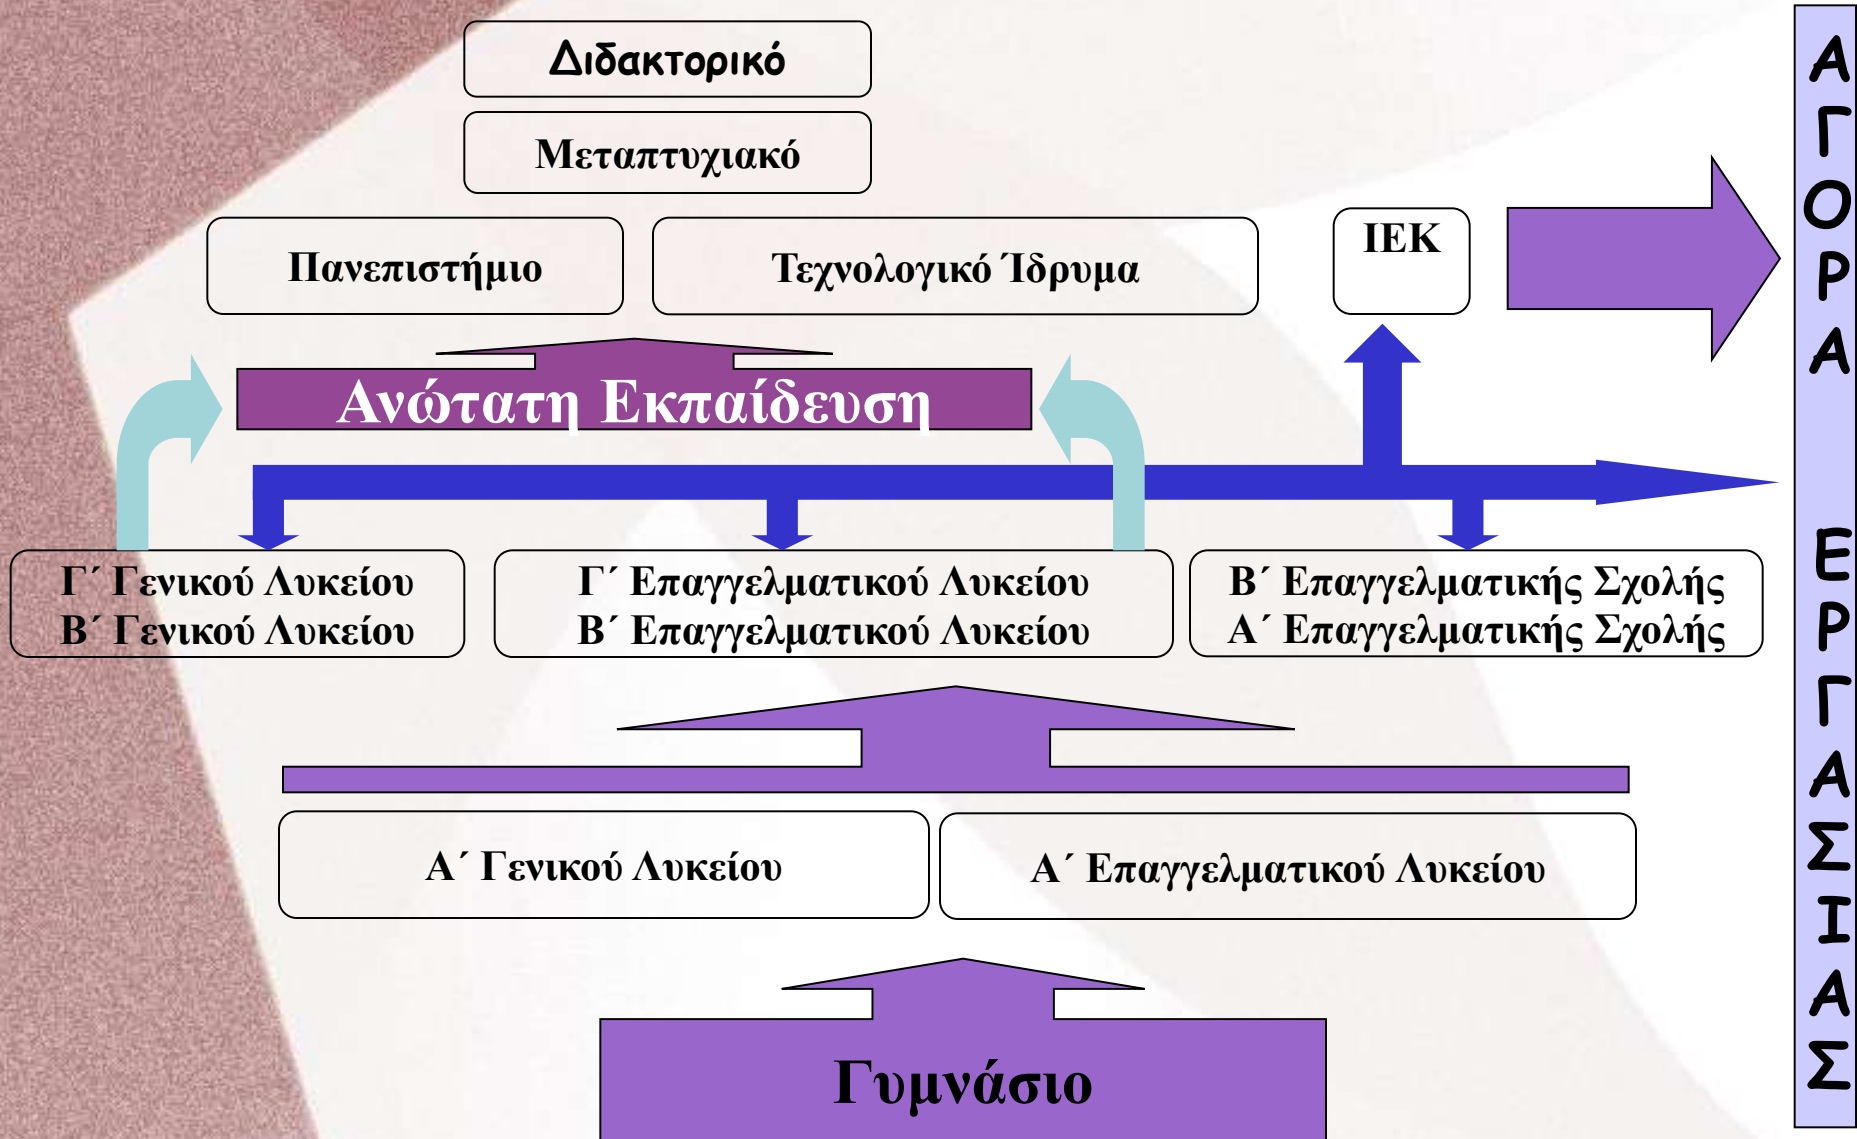 Διδακτορικό
Μεταπτυχιακό
Πανεπιστήμιο
Τεχνολογικό Ίδρυμα
ΙΕΚ
Ανώτατη Εκπαίδευση
Γ΄ Γενικού Λυκείου
Β΄ Γενικού Λυκείου
Γ΄ Επαγγελματικού Λυκείου
Β΄ Επαγγελματικού Λυκείου
Β΄ Επαγγελματικής Σχολής
Α΄ Επαγγελματικής Σχολής
Α΄ Γενικού Λυκείου
Α΄ Επαγγελματικού Λυκείου
Γυμνάσιο
ΑΓΟΡΑ ΕΡΓΑΣΙΑΣ